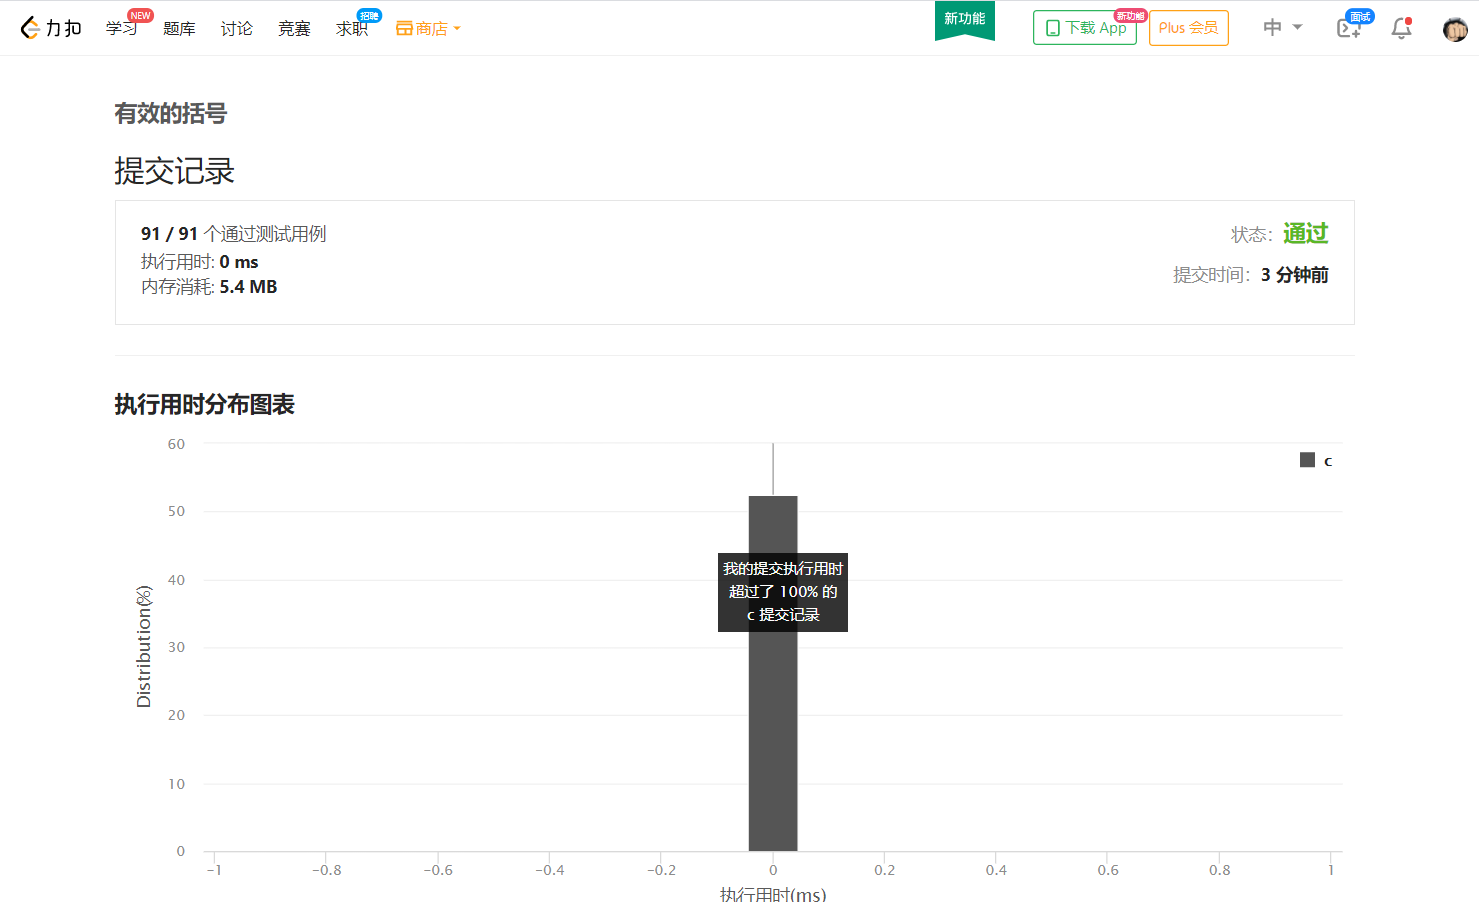 力扣 学习 NEW 题库 讨论 竞赛 求职 招聘 商店 新功能 下载 App 新功能 Plus 会员 中 面试
有效的括号
提交记录
91 / 91 个通过测试用例
状态：通过
执行用时: 0 ms
提交时间：3 分钟前
内存消耗: 5.4 MB
执行用时分布图表
60
c
50
40
30
20
10
0
Distribution(%)
我的提交执行用时
超过了 100% 的
c 提交记录
-1 -0.8 -0.6 -0.4 -0.2 0 0.2 0.4 0.6 0.8 1
执行用时(ms)